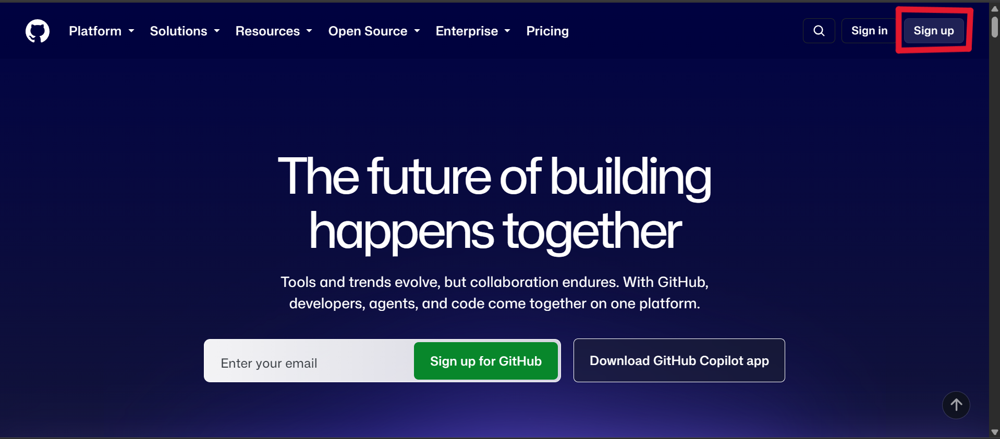 Platform Solutions Resources Open Source Enterprise Pricing Sign in Sign up
The future of building
happens together
Tools and trends evolve, but collaboration endures. With GitHub,
developers, agents, and code come together on one platform.
Enter your email Sign up for GitHub Download GitHub Copilot app